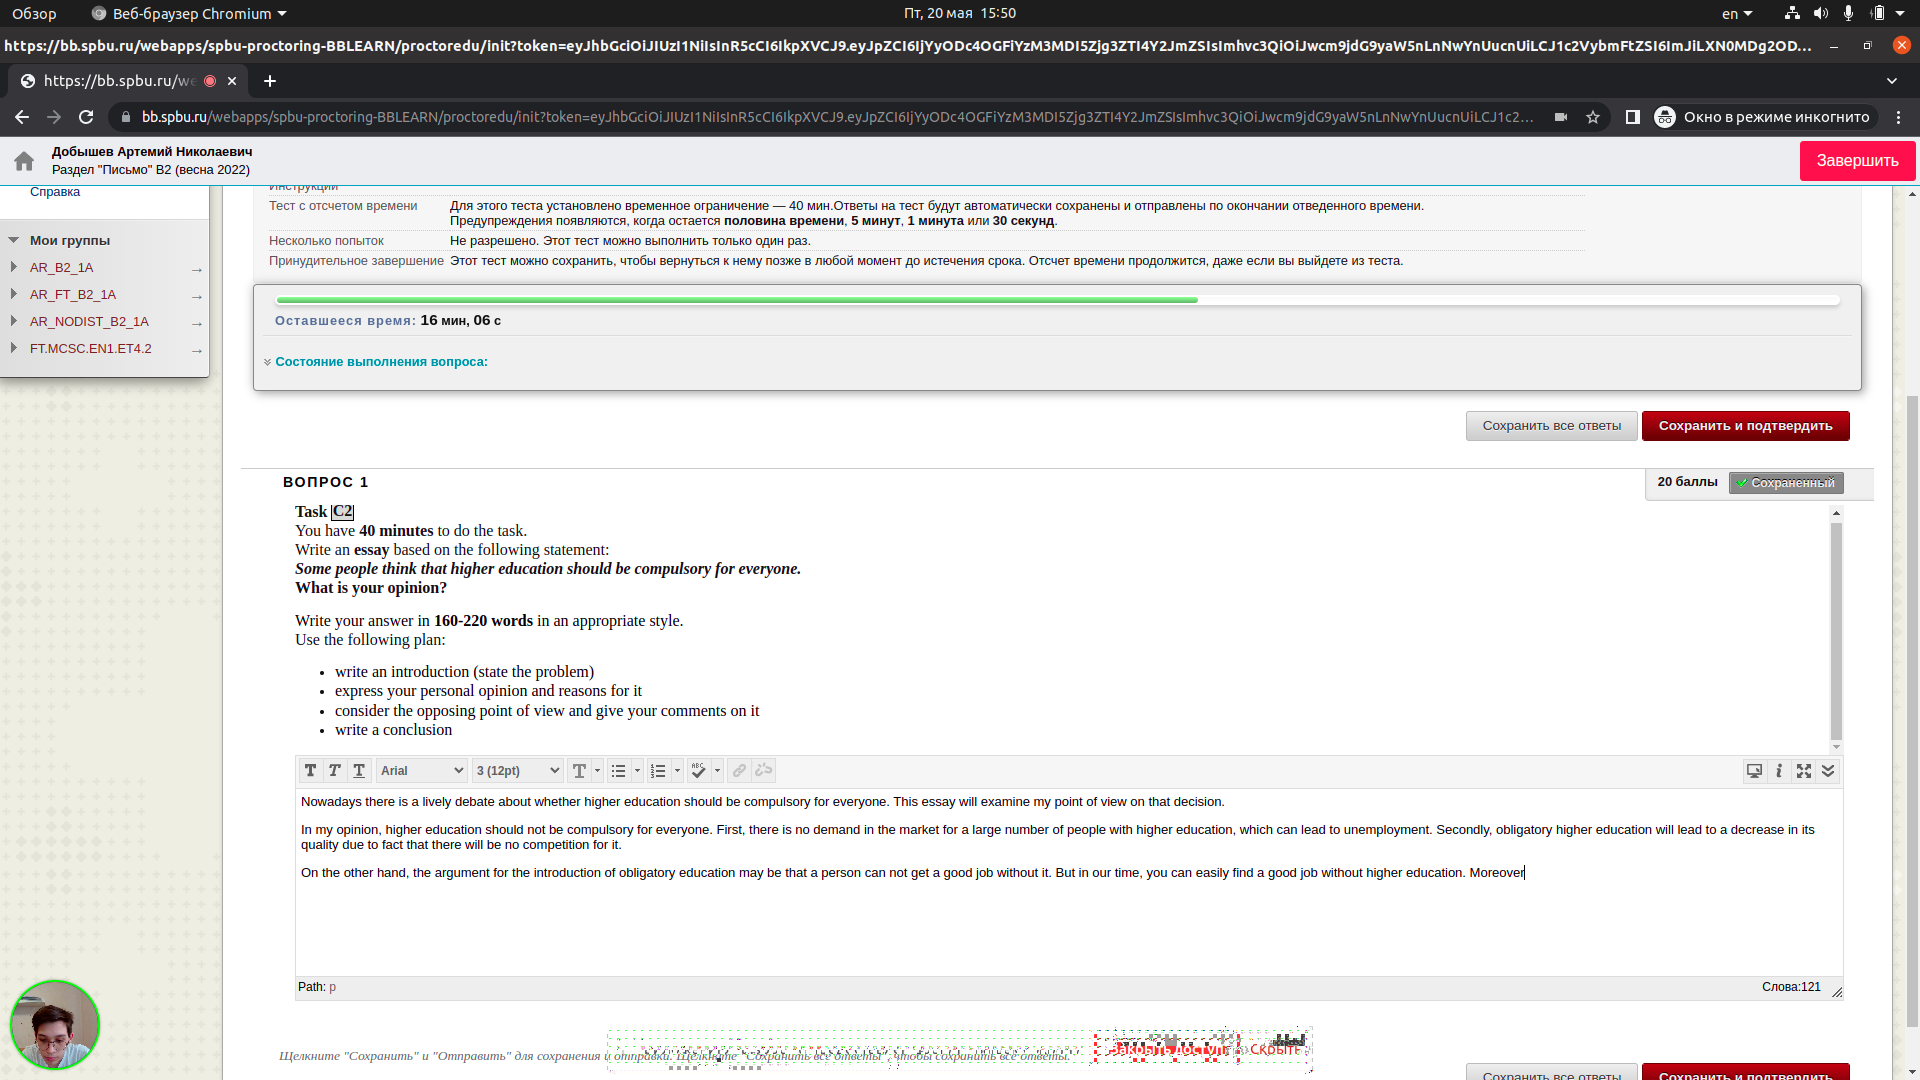 Обзор
Веб-браузер Chromium
Пт, 20 мая 15:50
en
https://bb.spbu.ru/webapps/spbu-proctoring-BBLEARN/proctoredu/init?token=eyJhbGciOiJIUzI1NiIsInR5cCI6IkpXVCJ9.eyJpZCI6IjYyODc4OGFiYzM3MDI5Zjg3ZTI4Y2JmZSIsImhvc3QiOiJwcm9jdG9yaW5nLnNwYnUucnUiLCJ1c2VybmFtZSI6ImJiLXN0MDg2OD...
https://bb.spbu.ru/we
bb.spbu.ru/webapps/spbu-proctoring-BBLEARN/proctoredu/init?token=eyJhbGciOiJIUzI1NiIsInR5cCI6IkpXVCJ9.eyJpZCI6IjYyODc4OGFiYzM3MDI5Zjg3ZTI4Y2JmZSIsImhvc3QiOiJwcm9jdG9yaW5nLnNwYnUucnUiLCJ1c2...
Окно в режиме инкогнито
Добышев Артемий Николаевич
Раздел "Письмо" B2 (весна 2022)
Завершить
Справка
Мои группы
AR_B2_1A
AR_FT_B2_1A
AR_NODIST_B2_1A
FT.MCSC.EN1.ET4.2
Инструкции
Тест с отсчетом времени Для этого теста установлено временное ограничение — 40 мин.Ответы на тест будут автоматически сохранены и отправлены по окончании отведенного времени.
Предупреждения появляются, когда остается половина времени, 5 минут, 1 минута или 30 секунд.
Несколько попыток Не разрешено. Этот тест можно выполнить только один раз.
Принудительное завершение Этот тест можно сохранить, чтобы вернуться к нему позже в любой момент до истечения срока. Отсчет времени продолжится, даже если вы выйдете из теста.
Оставшееся время: 16 мин, 06 с
Состояние выполнения вопроса:
Сохранить все ответы
Сохранить и подтвердить
ВОПРОС 1
20 баллы
Сохраненный
Task C2
You have 40 minutes to do the task.
Write an essay based on the following statement:
Some people think that higher education should be compulsory for everyone.
What is your opinion?
Write your answer in 160-220 words in an appropriate style.
Use the following plan:
• write an introduction (state the problem)
• express your personal opinion and reasons for it
• consider the opposing point of view and give your comments on it
• write a conclusion
Arial
3 (12pt)
Nowadays there is a lively debate about whether higher education should be compulsory for everyone. This essay will examine my point of view on that decision.
In my opinion, higher education should not be compulsory for everyone. First, there is no demand in the market for a large number of people with higher education, which can lead to unemployment. Secondly, obligatory higher education will lead to a decrease in its
quality due to fact that there will be no competition for it.
On the other hand, the argument for the introduction of obligatory education may be that a person can not get a good job without it. But in our time, you can easily find a good job without higher education. Moreover
Path: p
Слова:121
Щелкните "Сохранить" и "Отправить" для сохранения и отправки. Щелкните "Сохранить все ответы", чтобы сохранить все ответы.
Закрыть доступ
Скрыть
Сохранить все ответы
Сохранить и подтвердить